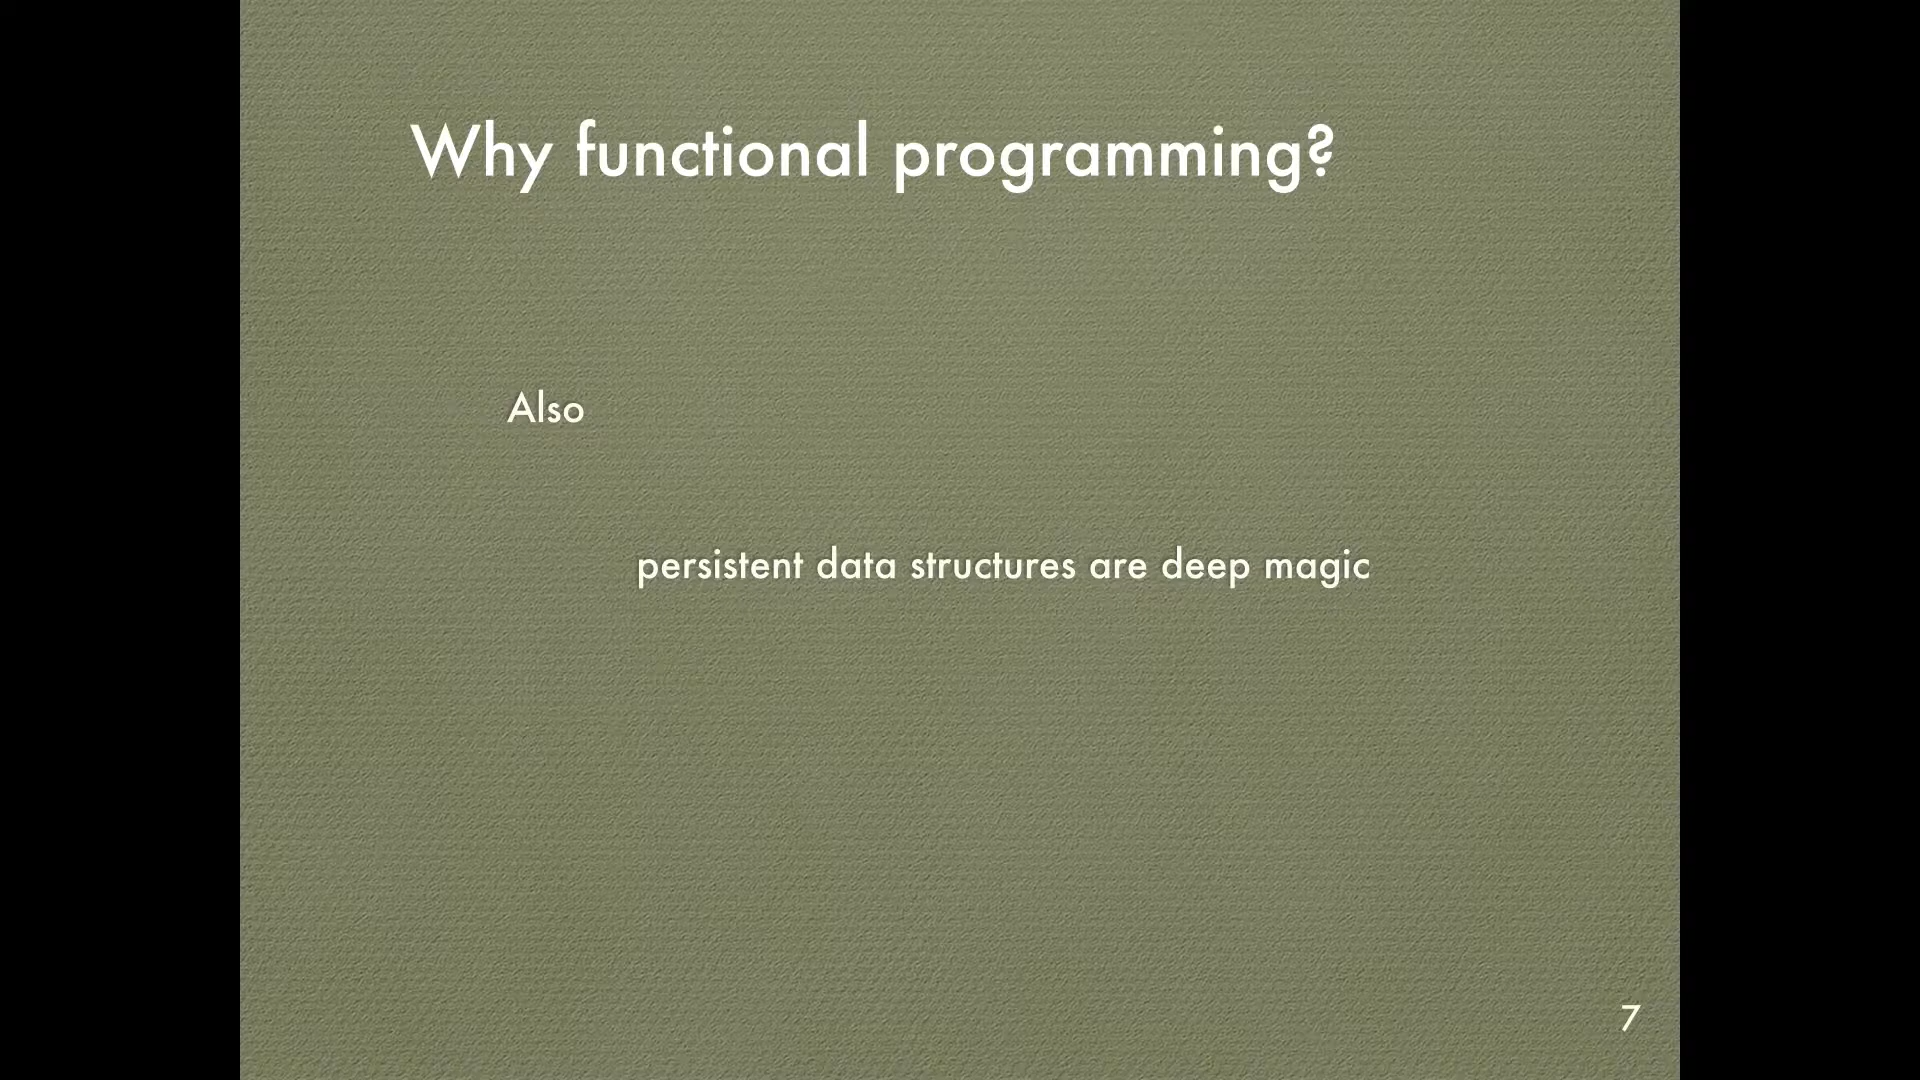 Why functional programming?
Also
persistent data structures are deep magic
7